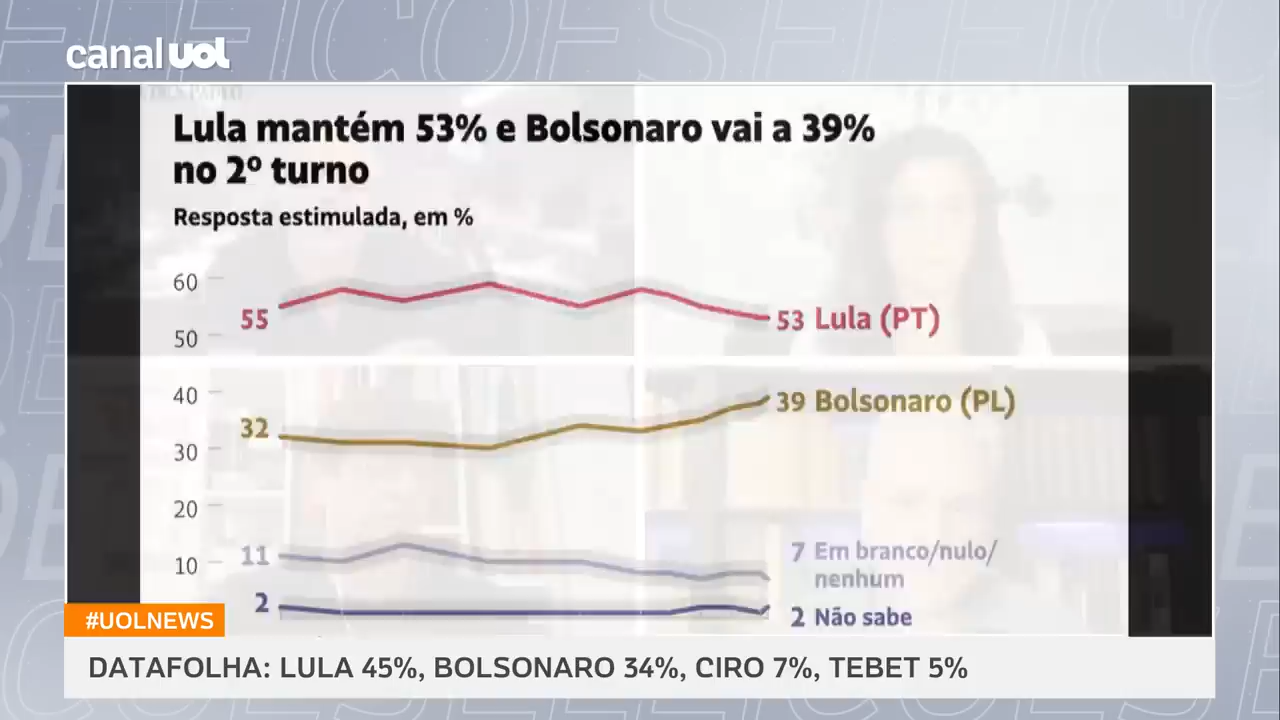 canal uol
Lula mantém 53% e Bolsonaro vai a 39%
no 2º turno
Resposta estimulada, em %
60
50
40
30
20
10
55
32
11
2
53 Lula (PT)
39 Bolsonaro (PL)
7 Em branco/nulo/
nenhum
2 Não sabe
#UOLNEWS
DATAFOLHA: LULA 45%, BOLSONARO 34%, CIRO 7%, TEBET 5%